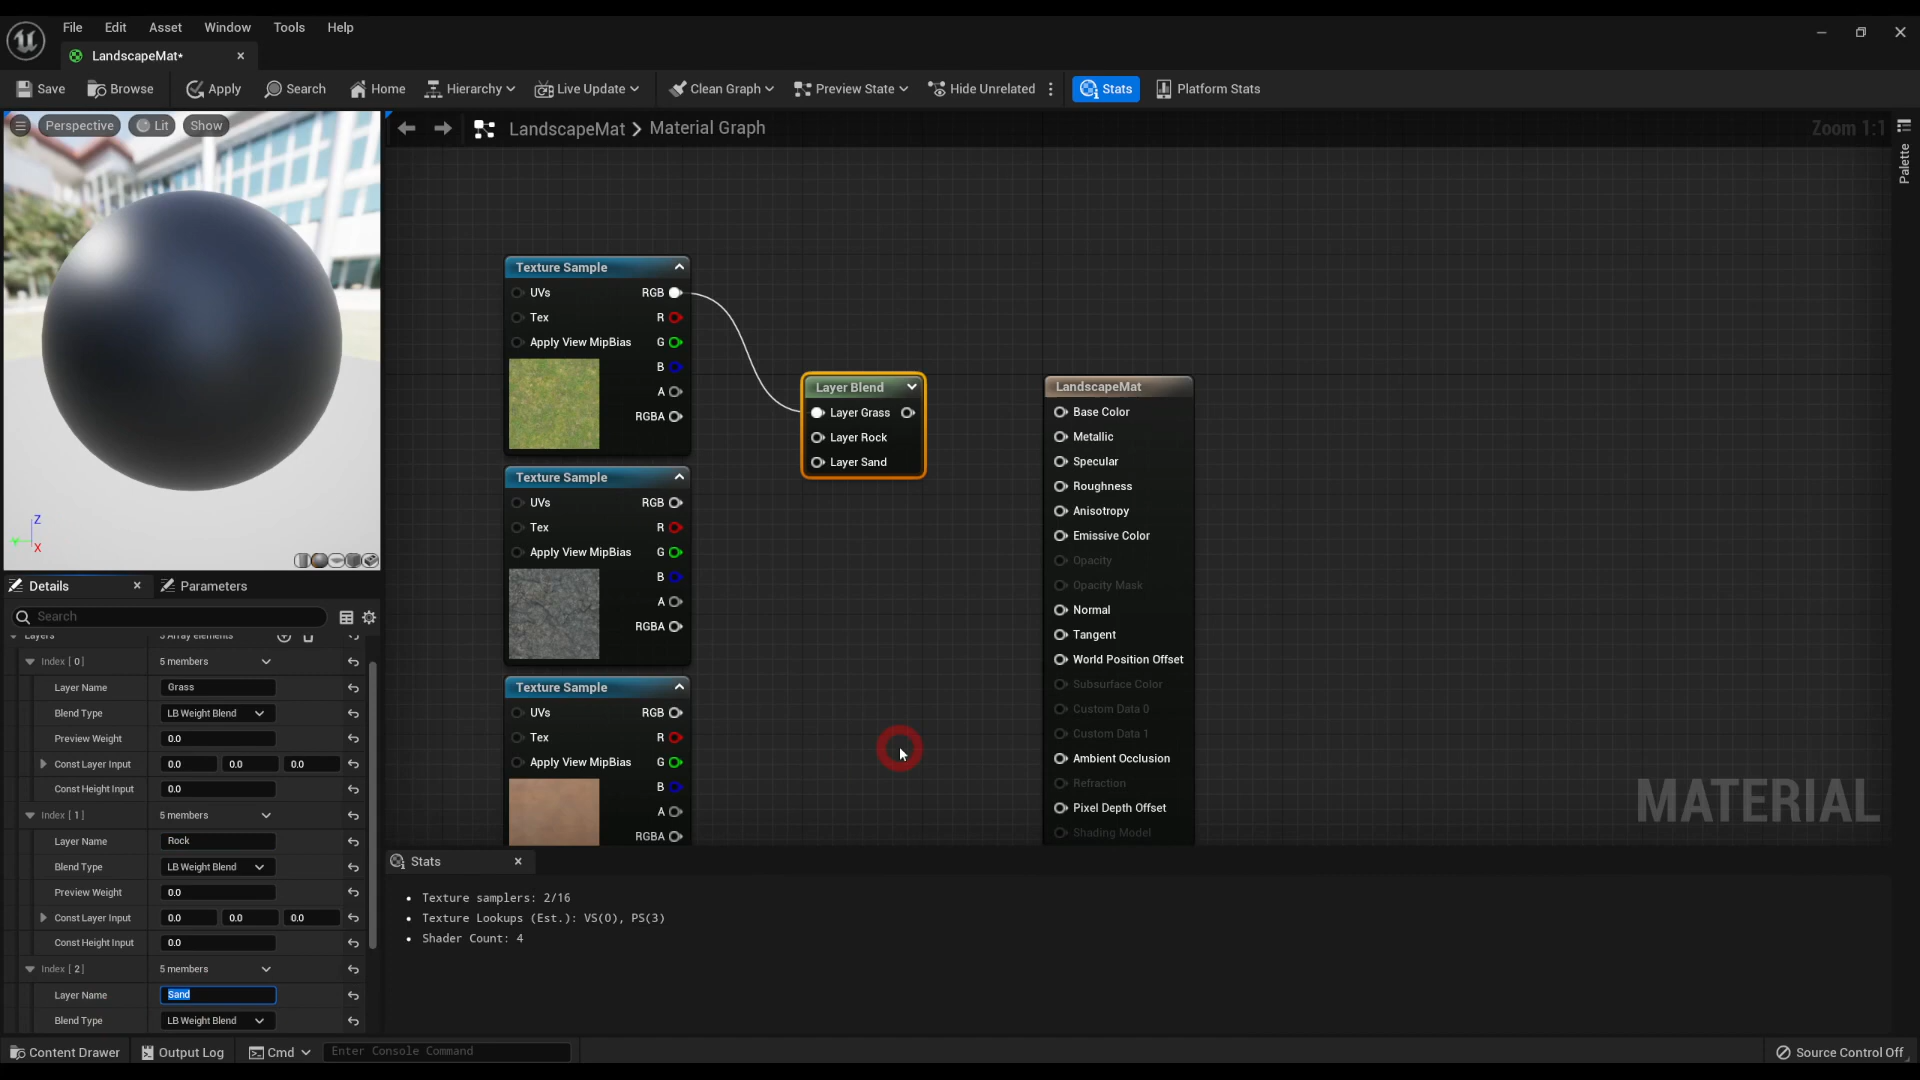 File Edit Asset Window Tools Help
LandscapeMat*
Save Browse Apply Search Home Hierarchy Live Update Clean Graph Preview State Hide Unrelated Stats Platform Stats
Perspective Lit Show
LandscapeMat > Material Graph
Zoom 1:1
Palette
Texture Sample
UVs RGB
Tex R
Apply View MipBias G
B
A
RGBA
Texture Sample
UVs RGB
Tex R
Apply View MipBias G
B
A
RGBA
Texture Sample
UVs RGB
Tex R
Apply View MipBias G
B
A
RGBA
Layer Blend
Layer Grass
Layer Rock
Layer Sand
LandscapeMat
Base Color
Metallic
Specular
Roughness
Anisotropy
Emissive Color
Opacity
Opacity Mask
Normal
Tangent
World Position Offset
Subsurface Color
Custom Data 0
Custom Data 1
Ambient Occlusion
Refraction
Pixel Depth Offset
Shading Model
MATERIAL
Z
Y
X
Details Parameters
Search
Layers 3 Array elements
Index [ 0 ] 5 members
Layer Name Grass
Blend Type LB Weight Blend
Preview Weight 0.0
Const Layer Input 0.0 0.0 0.0
Const Height Input 0.0
Index [ 1 ] 5 members
Layer Name Rock
Blend Type LB Weight Blend
Preview Weight 0.0
Const Layer Input 0.0 0.0 0.0
Const Height Input 0.0
Index [ 2 ] 5 members
Layer Name Sand
Blend Type LB Weight Blend
Stats
Texture samplers: 2/16
Texture Lookups (Est.): VS(0), PS(3)
Shader Count: 4
Content Drawer Output Log Cmd Enter Console Command Source Control Off